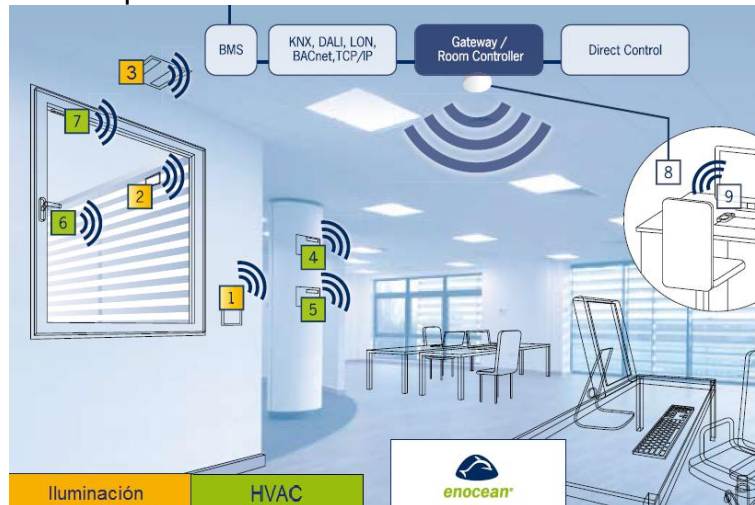 BMS
KNX, DALI, LON,
BACnet,TCP/IP
Gateway /
Room Controller
Direct Control
3
7
2
8
9
6
4
1
5
Iluminación
HVAC
enocean